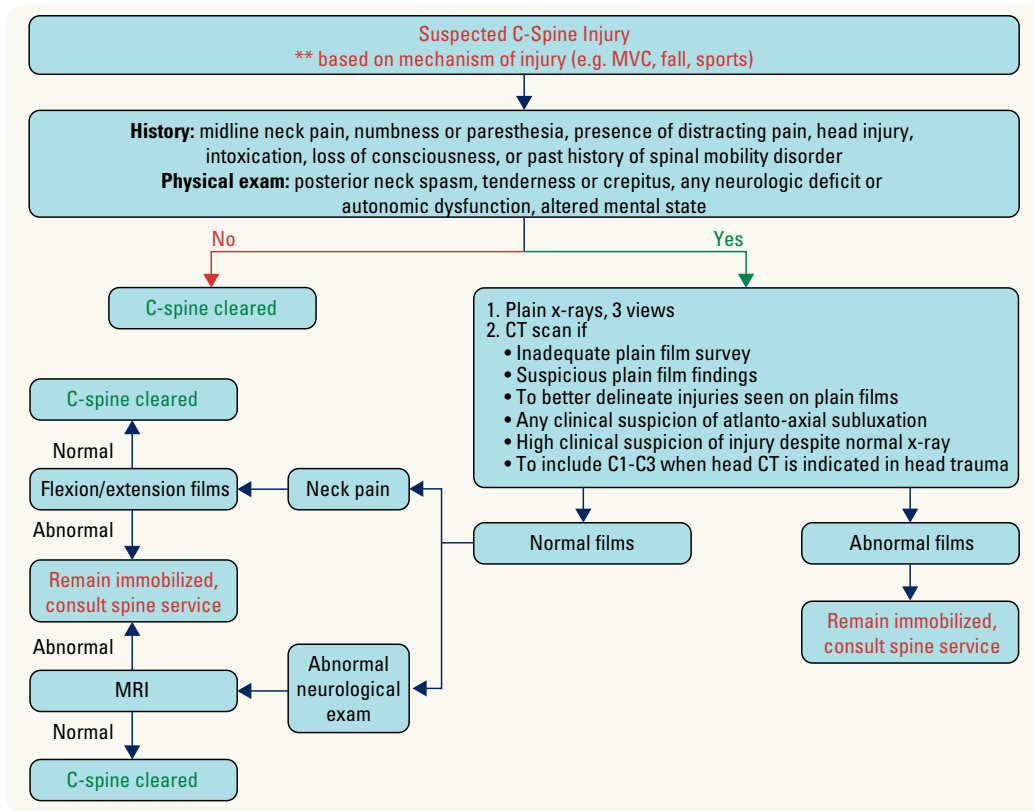 Suspected C-Spine Injury
** based on mechanism of injury (e.g. MVC, fall, sports)
History: midline neck pain, numbness or paresthesia, presence of distracting pain, head injury,
intoxication, loss of consciousness, or past history of spinal mobility disorder
Physical exam: posterior neck spasm, tenderness or crepitus, any neurologic deficit or
autonomic dysfunction, altered mental state
No
Yes
C-spine cleared
1. Plain x-rays, 3 views
2. CT scan if
• Inadequate plain film survey
• Suspicious plain film findings
• To better delineate injuries seen on plain films
• Any clinical suspicion of atlanto-axial subluxation
• High clinical suspicion of injury despite normal x-ray
• To include C1-C3 when head CT is indicated in head trauma
Normal films
Abnormal films
Remain immobilized,
consult spine service
Neck pain
Abnormal
neurological
exam
C-spine cleared
Normal
Flexion/extension films
Abnormal
Remain immobilized,
consult spine service
Abnormal
MRI
Normal
C-spine cleared